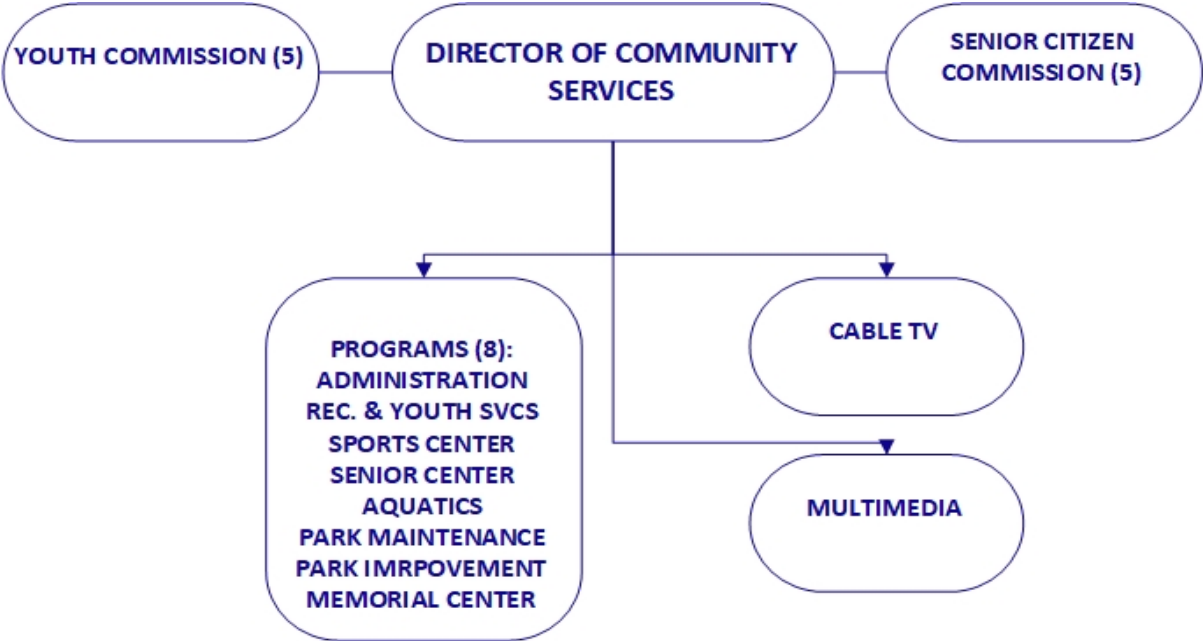 YOUTH COMMISSION (5)
DIRECTOR OF COMMUNITY
SERVICES
SENIOR CITIZEN
COMMISSION (5)
PROGRAMS (8):
ADMINISTRATION
REC. & YOUTH SVCS
SPORTS CENTER
SENIOR CENTER
AQUATICS
PARK MAINTENANCE
PARK IMRPOVEMENT
MEMORIAL CENTER
CABLE TV
MULTIMEDIA